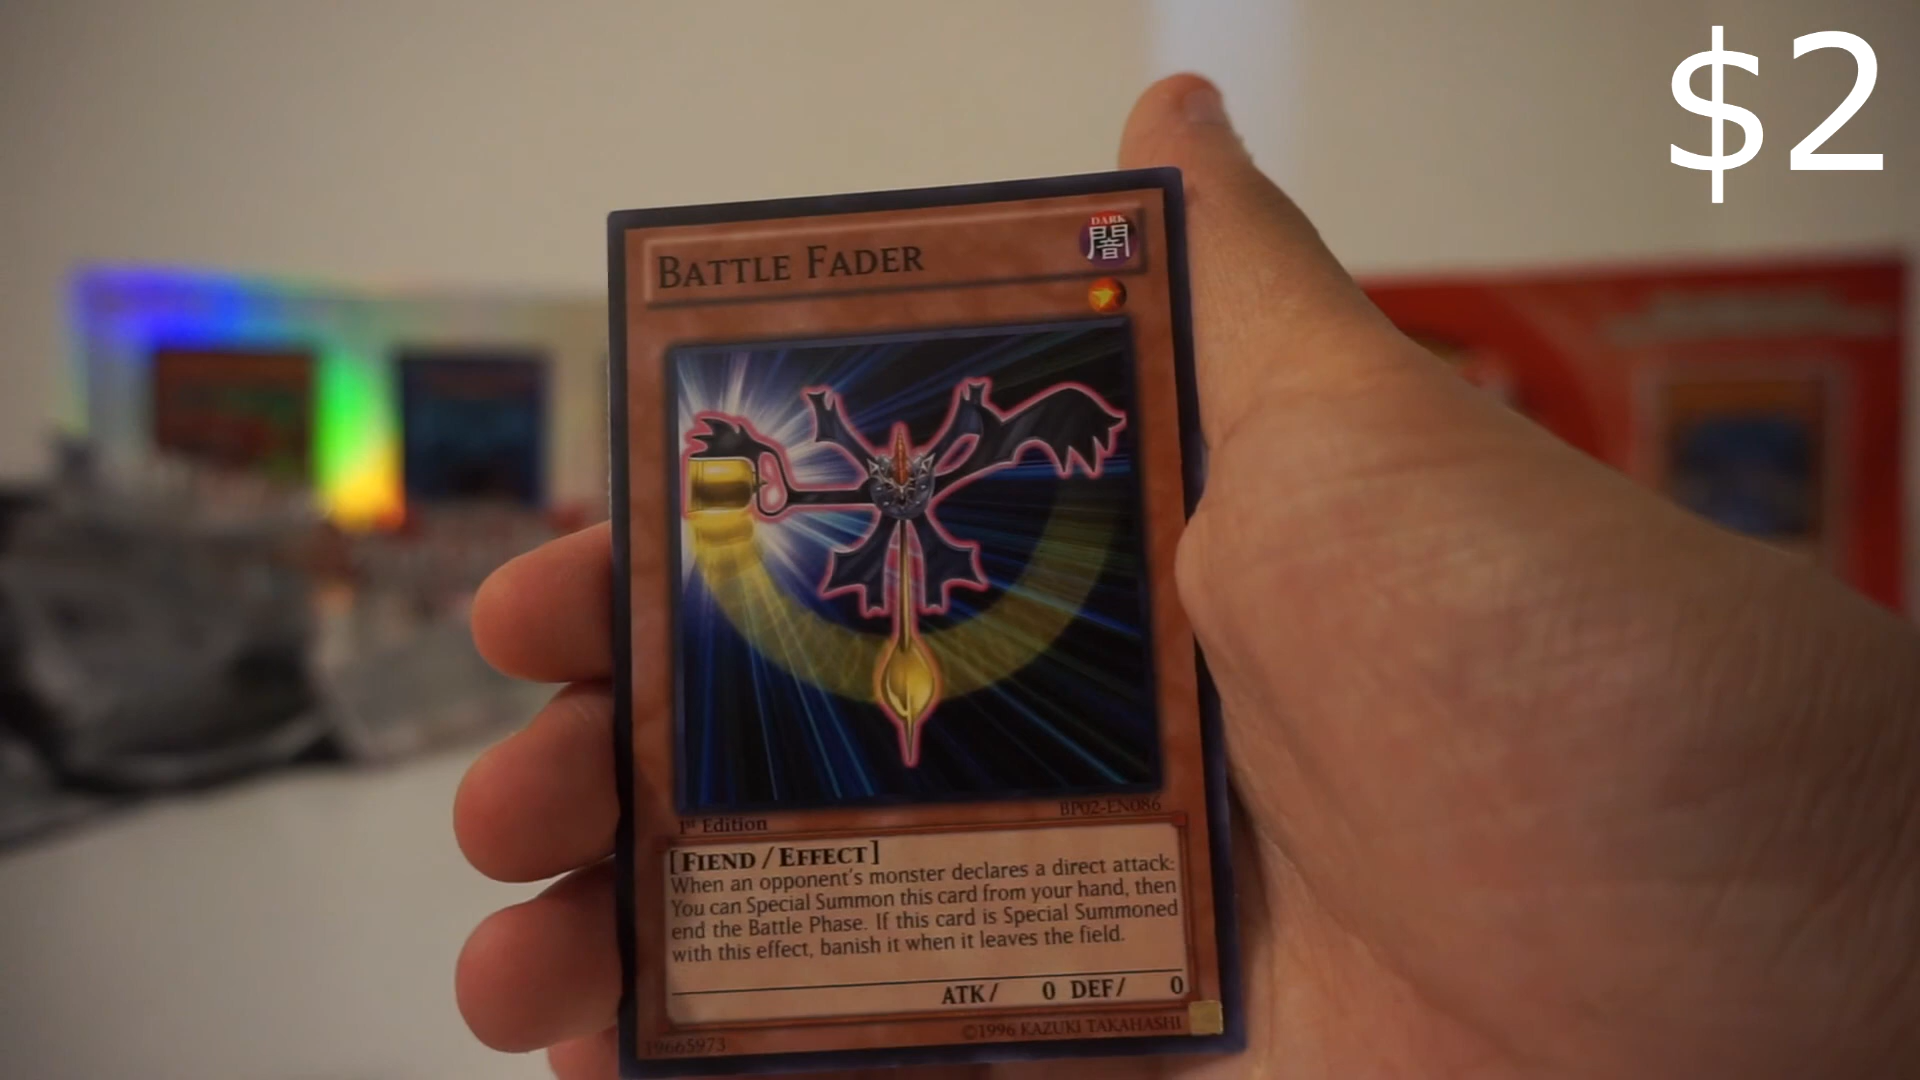 $2
BATTLE FADER
DARK
闇
BP02-EN086
1st Edition
[FIEND/EFFECT]
When an opponent's monster declares a direct attack:
You can Special Summon this card from your hand, then
end the Battle Phase. If this card is Special Summoned
with this effect, banish it when it leaves the field.
ATK/ 0 DEF/ 0
©1996 KAZUKI TAKAHASHI
19665973